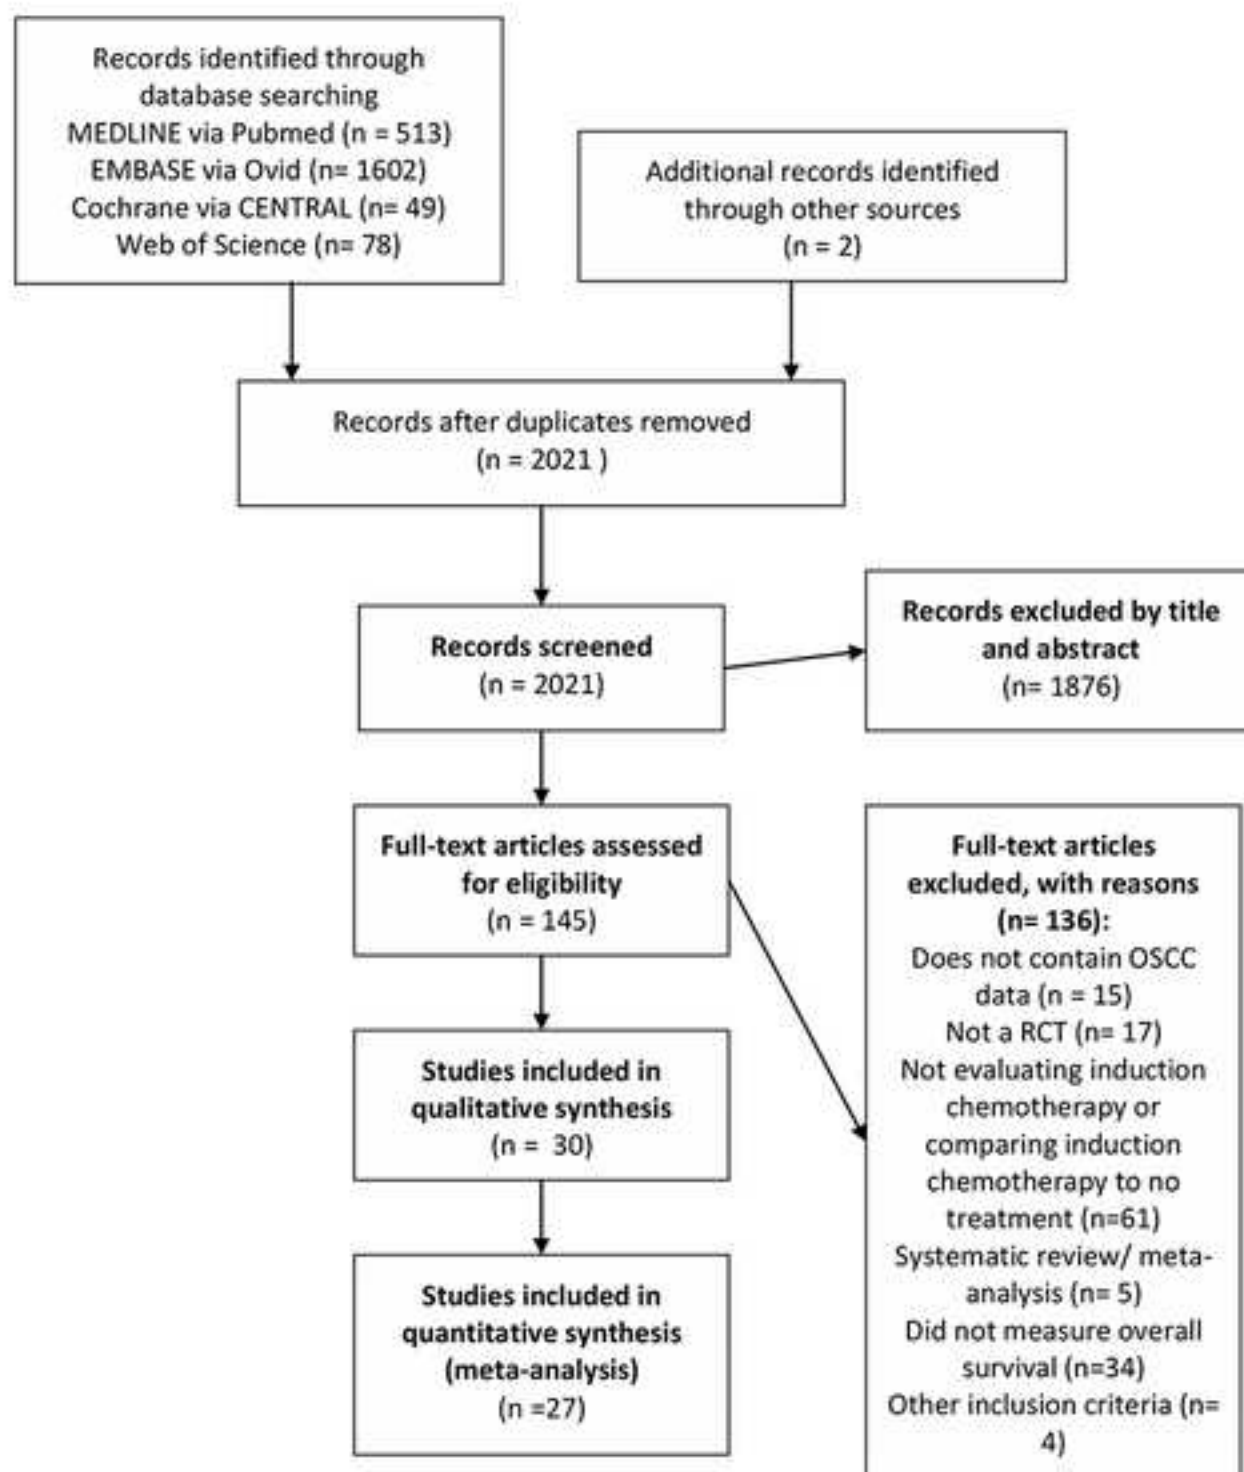 Records identified through
database searching
MEDLINE via Pubmed (n = 513)
EMBASE via Ovid (n= 1602)
Cochrane via CENTRAL (n= 49)
Web of Science (n= 78)
Additional records identified
through other sources
(n = 2)
Records after duplicates removed
(n = 2021 )
Records screened
(n = 2021)
Records excluded by title
and abstract
(n= 1876)
Full-text articles assessed
for eligibility
(n = 145)
Full-text articles
excluded, with reasons
(n= 136):
Does not contain OSCC
data (n = 15)
Not a RCT (n= 17)
Not evaluating induction
chemotherapy or
comparing induction
chemotherapy to no
treatment (n=61)
Systematic review/ meta-
analysis (n= 5)
Did not measure overall
survival (n=34)
Other inclusion criteria (n=
4)
Studies included in
qualitative synthesis
(n = 30)
Studies included in
quantitative synthesis
(meta-analysis)
(n =27)